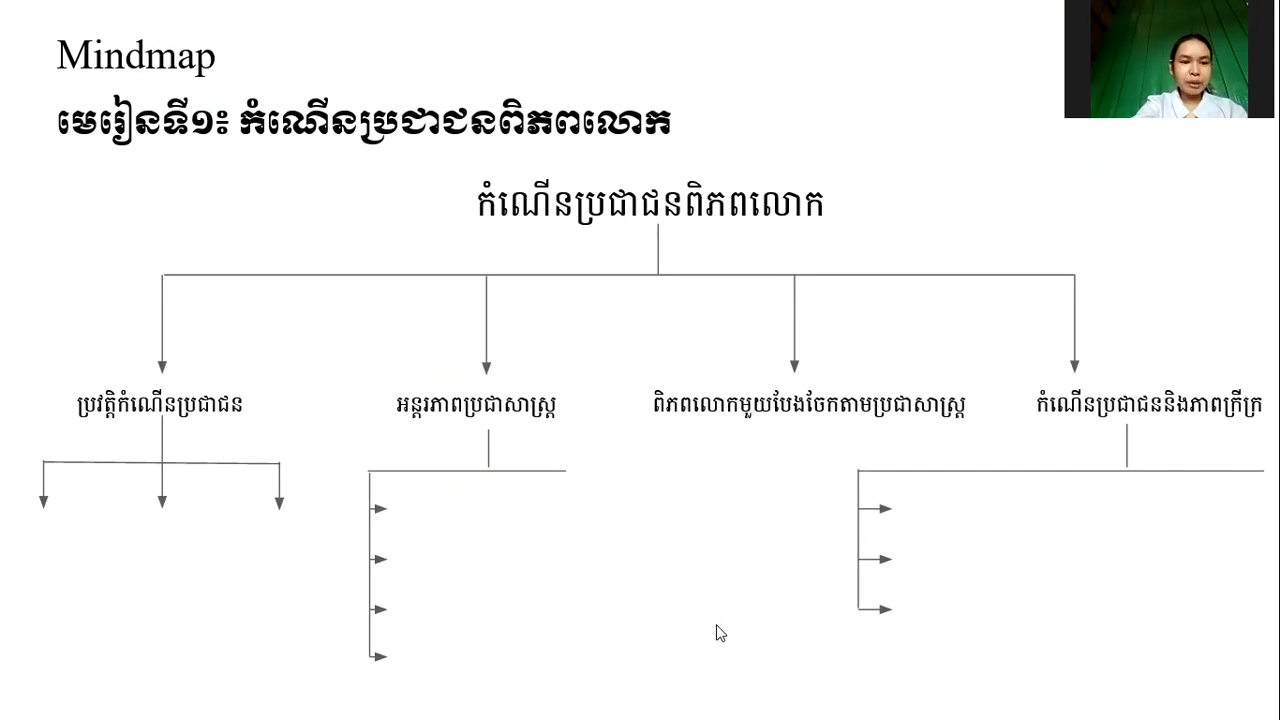 Mindmap
មេរៀនទី១៖ កំណើនប្រជាជនពិភពលោក
កំណើនប្រជាជនពិភពលោក
ប្រវត្តិកំណើនប្រជាជន
អន្តរភាពប្រជាសាស្ត្រ
ពិភពលោកមួយបែងចែកតាមប្រជាសាស្ត្រ
កំណើនប្រជាជននិងភាពក្រីក្រ